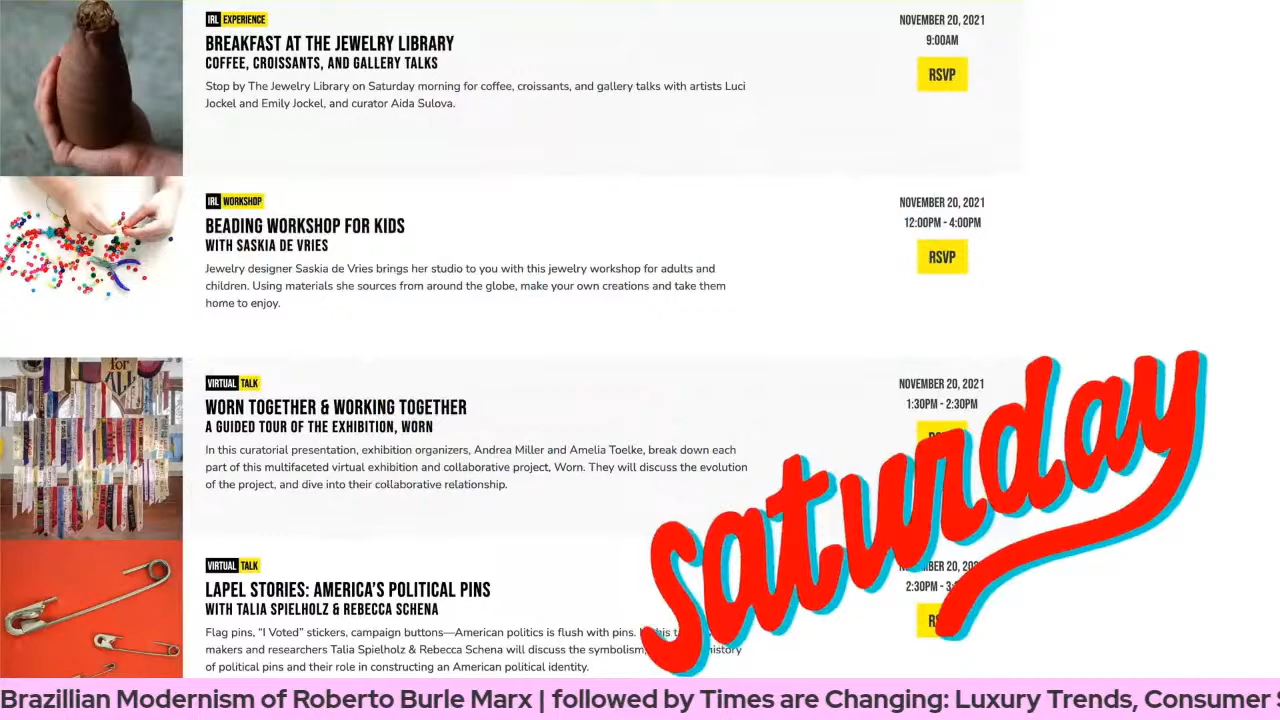 IRL EXPERIENCE
BREAKFAST AT THE JEWELRY LIBRARY
COFFEE, CROISSANTS, AND GALLERY TALKS
Stop by The Jewelry Library on Saturday morning for coffee, croissants, and gallery talks with artists Luci
Jockel and Emily Jockel, and curator Aida Sulova.
NOVEMBER 20, 2021
9:00AM
RSVP
IRL WORKSHOP
BEADING WORKSHOP FOR KIDS
WITH SASKIA DE VRIES
Jewelry designer Saskia de Vries brings her studio to you with this jewelry workshop for adults and
children. Using materials she sources from around the globe, make your own creations and take them
home to enjoy.
NOVEMBER 20, 2021
12:00PM - 4:00PM
RSVP
for
ALL
VIRTUAL TALK
WORN TOGETHER & WORKING TOGETHER
A GUIDED TOUR OF THE EXHIBITION, WORN
In this curatorial presentation, exhibition organizers, Andrea Miller and Amelia Toelke, break down each
part of this multifaceted virtual exhibition and collaborative project, Worn. They will discuss the evolution
of the project, and dive into their collaborative relationship.
NOVEMBER 20, 2021
1:30PM - 2:30PM
saturday
VIRTUAL TALK
LAPEL STORIES: AMERICA'S POLITICAL PINS
WITH TALIA SPIELHOLZ & REBECCA SCHENA
Flag pins, “I Voted” stickers, campaign buttons—American politics is flush with pins.
makers and researchers Talia Spielholz & Rebecca Schena will discuss the symbolism, history
of political pins and their role in constructing an American political identity.
20,
2:30PM -
Brazillian Modernism of Roberto Burle Marx | followed by Times are Changing: Luxury Trends, Consumer